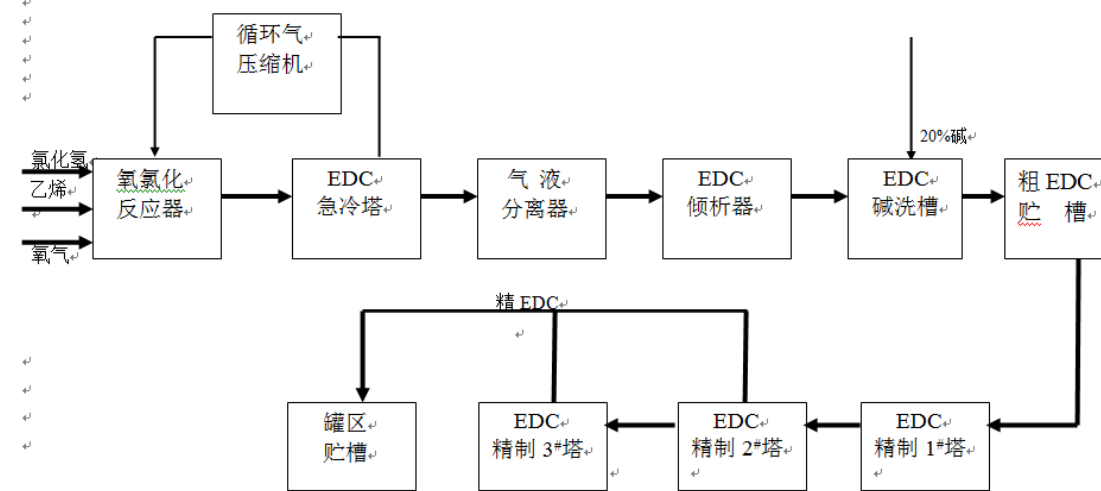 循环气
压缩机
20%碱
氯化氢
乙烯
氧气
氧氯化
反应器
EDC
急冷塔
气 液
分离器
EDC
倾析器
EDC
碱洗槽
粗 EDC
贮 槽
精 EDC
罐区
贮槽
EDC
精制 3#塔
EDC
精制 2#塔
EDC
精制 1#塔